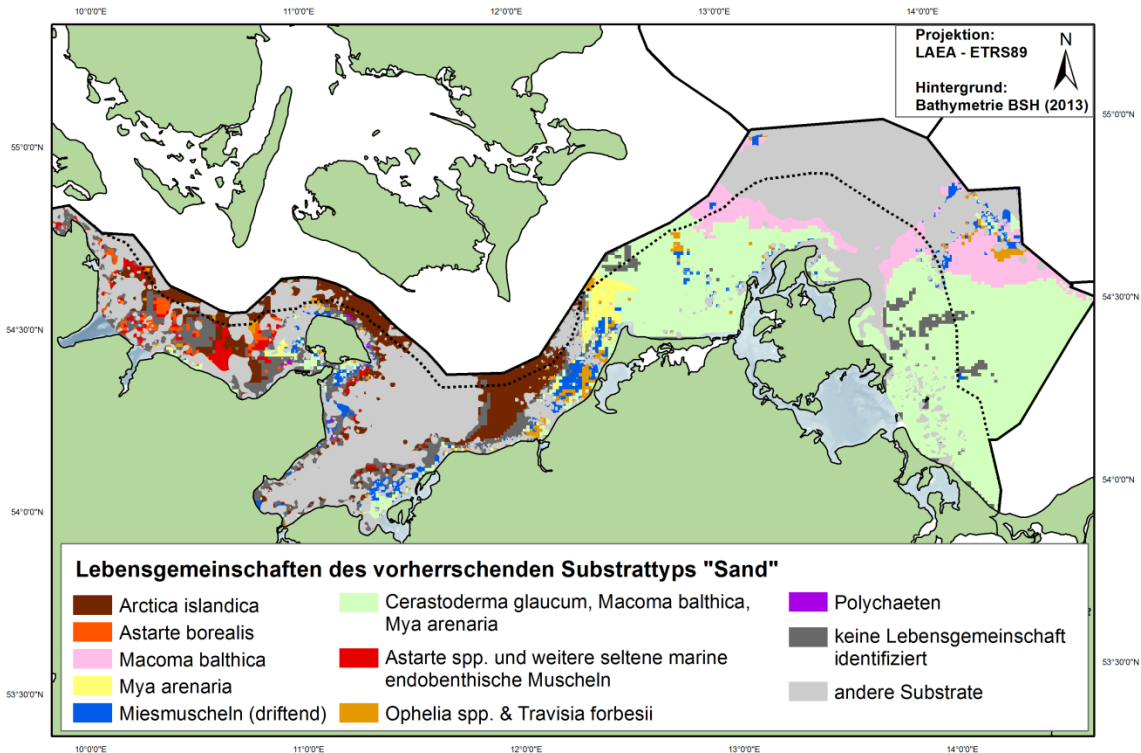 10°0'0"O 11°0'0"O 12°0'0"O 13°0'0"O 14°0'0"O
Projektion:
LAEA - ETRS89
N
Hintergrund:
Bathymetrie BSH (2013)
55°0'0"N
55°0'0"N
54°30'0"N
54°30'0"N
54°0'0"N
54°0'0"N
53°30'0"N
53°30'0"N
Lebensgemeinschaften des vorherrschenden Substrattyps "Sand"
Arctica islandica
Astarte borealis
Macoma balthica
Mya arenaria
Miesmuscheln (driftend)
Cerastoderma glaucum, Macoma balthica,
Mya arenaria
Astarte spp. und weitere seltene marine
endobenthische Muscheln
Ophelia spp. & Travisia forbesii
Polychaeten
keine Lebensgemeinschaft
identifiziert
andere Substrate
10°0'0"O 11°0'0"O 12°0'0"O 13°0'0"O 14°0'0"O